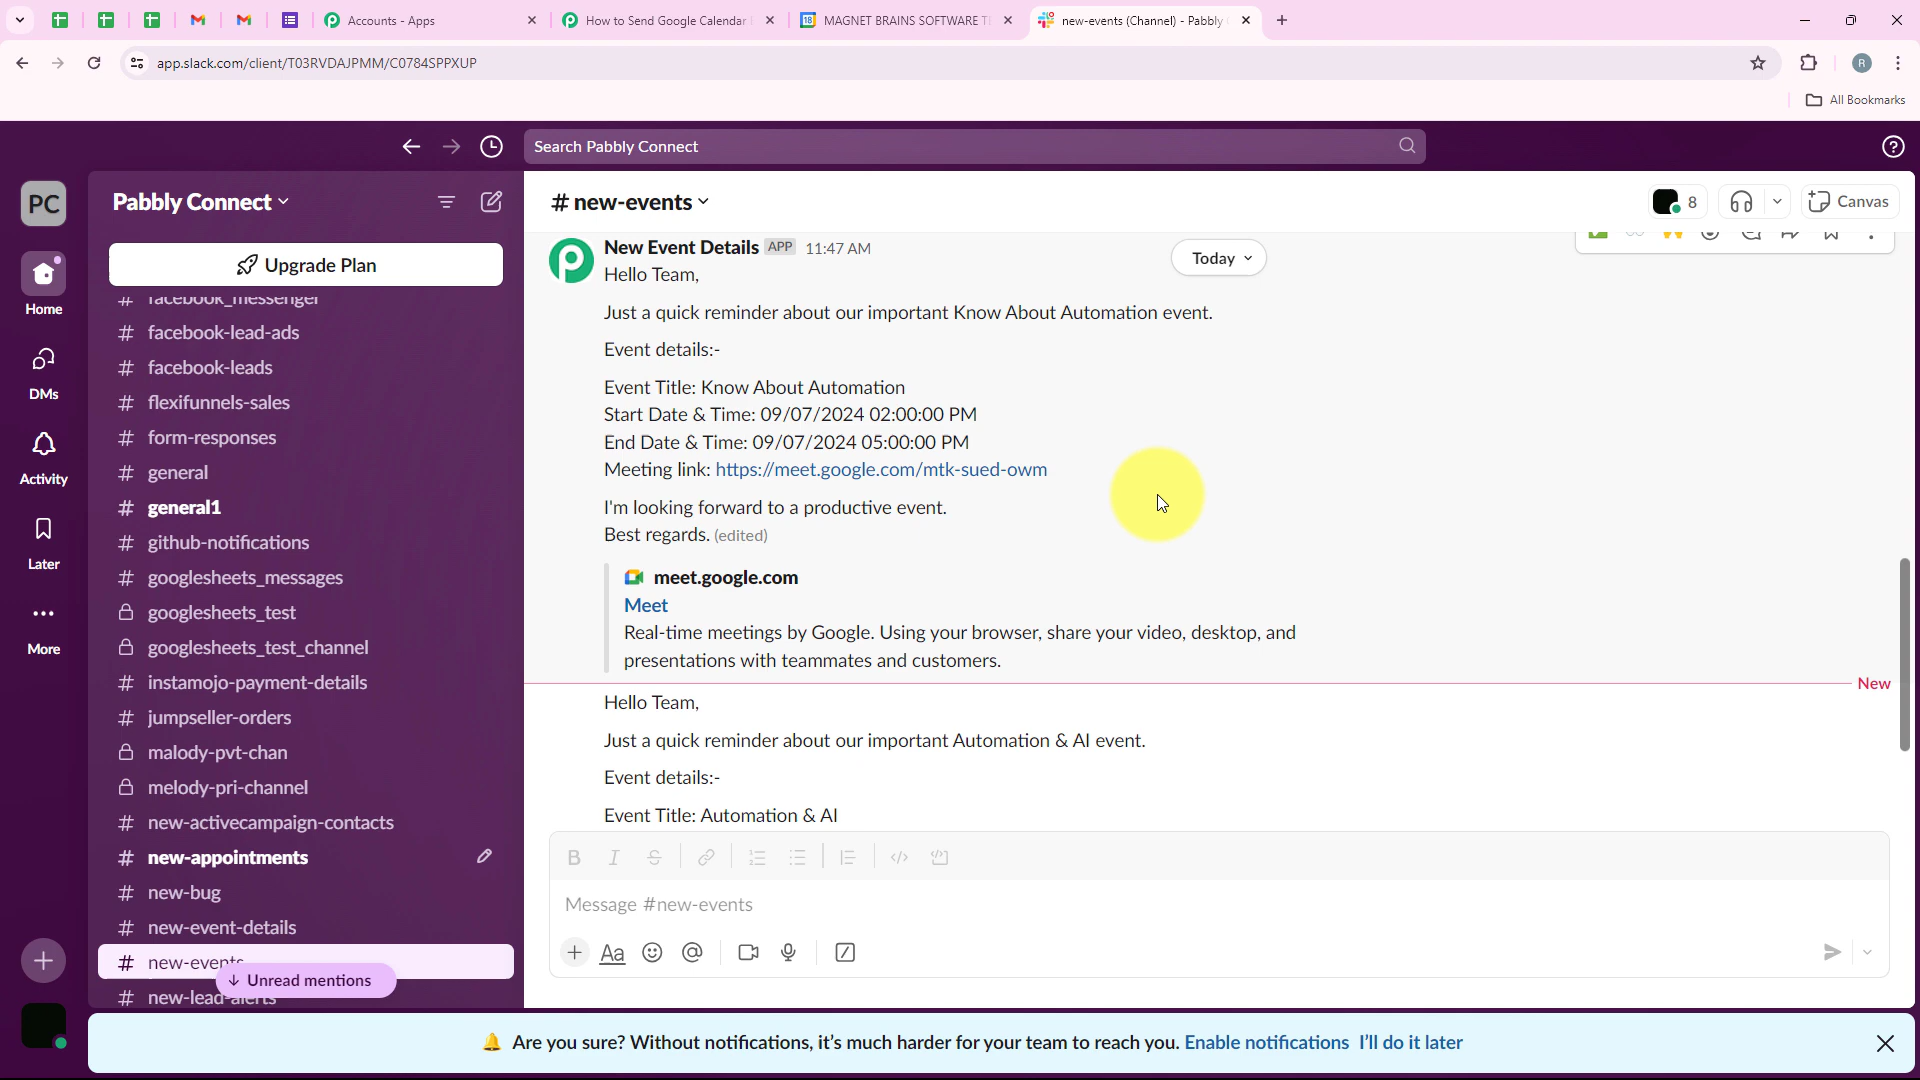 Accounts - Apps
How to Send Google Calendar
MAGNET BRAINS SOFTWARE TE
new-events (Channel) - Pabbly
app.slack.com/client/T03RVDAJPMM/C0784SPPXUP
R
All Bookmarks
Search Pabbly Connect
PC
Home
DMs
Activity
Later
More
Pabbly Connect
Upgrade Plan
# facebook_messenger
# facebook-lead-ads
# facebook-leads
# flexifunnels-sales
# form-responses
# general
# general1
# github-notifications
# googlesheets_messages
googlesheets_test
googlesheets_test_channel
# instamojo-payment-details
# jumpseller-orders
malody-pvt-chan
melody-pri-channel
# new-activecampaign-contacts
# new-appointments
# new-bug
# new-event-details
# new-events
Unread mentions
# new-lead-alerts
# new-events
8
Canvas
New Event Details APP 11:47 AM
Today
Hello Team,
Just a quick reminder about our important Know About Automation event.
Event details:-
Event Title: Know About Automation
Start Date & Time: 09/07/2024 02:00:00 PM
End Date & Time: 09/07/2024 05:00:00 PM
Meeting link: https://meet.google.com/mtk-sued-owm
I'm looking forward to a productive event.
Best regards. (edited)
meet.google.com
Meet
Real-time meetings by Google. Using your browser, share your video, desktop, and
presentations with teammates and customers.
New
Hello Team,
Just a quick reminder about our important Automation & AI event.
Event details:-
Event Title: Automation & AI
Message #new-events
Aa
Are you sure? Without notifications, it's much harder for your team to reach you. Enable notifications I'll do it later